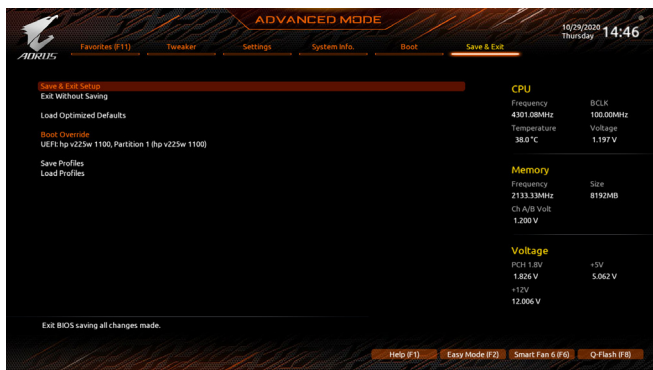 ADVANCED MODE
10/29/2020
Thursday 14:46
AORUS
Favorites (F11) Tweaker Settings System Info. Boot Save & Exit
Save & Exit Setup
Exit Without Saving
Load Optimized Defaults
Boot Override
UEFI: hp v225w 1100, Partition 1 (hp v225w 1100)
Save Profiles
Load Profiles
CPU
Frequency BCLK
4301.08MHz 100.00MHz
Temperature Voltage
38.0 °C 1.197 V
Memory
Frequency Size
2133.33MHz 8192MB
Ch A/B Volt
1.200 V
Voltage
PCH 1.8V +5V
1.826 V 5.062 V
+12V
12.006 V
Exit BIOS saving all changes made.
Help (F1) Easy Mode (F2) Smart Fan 6 (F6) Q-Flash (F8)